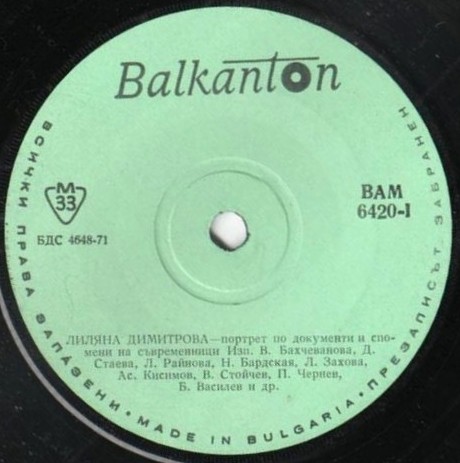 Balkanton
М
33
БДС 4648-71
ВАМ
6420-I
ЛИЛЯНА ДИМИТРОВА—портрет по документи и спо-
мени на съвременници Изп. В. Бахчеванова, Д.
Стаева, Л. Райнова, Н. Бардская, Л. Захова,
Ас. Кисимов, В. Стойчев, П. Чернев,
Б. Василев и др.
ВСИЧКИ ПРАВА ЗАПАЗЕНИ • MADE IN BULGARIA • ПРЕЗАПИСЪТ ЗАБРАНЕН